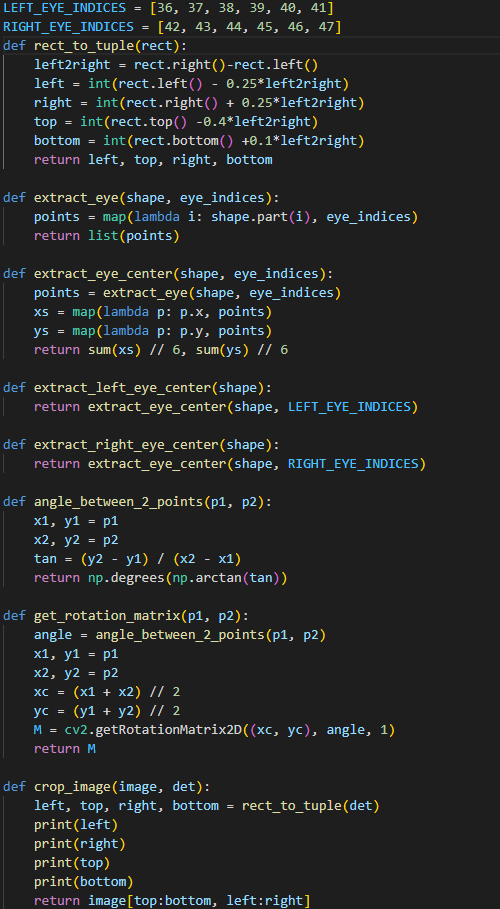 LEFT_EYE_INDICES = [36, 37, 38, 39, 40, 41]
RIGHT_EYE_INDICES = [42, 43, 44, 45, 46, 47]
def rect_to_tuple(rect):
    left2right = rect.right()-rect.left()
    left = int(rect.left() - 0.25*left2right)
    right = int(rect.right() + 0.25*left2right)
    top = int(rect.top() -0.4*left2right)
    bottom = int(rect.bottom() +0.1*left2right)
    return left, top, right, bottom

def extract_eye(shape, eye_indices):
    points = map(lambda i: shape.part(i), eye_indices)
    return list(points)

def extract_eye_center(shape, eye_indices):
    points = extract_eye(shape, eye_indices)
    xs = map(lambda p: p.x, points)
    ys = map(lambda p: p.y, points)
    return sum(xs) // 6, sum(ys) // 6

def extract_left_eye_center(shape):
    return extract_eye_center(shape, LEFT_EYE_INDICES)

def extract_right_eye_center(shape):
    return extract_eye_center(shape, RIGHT_EYE_INDICES)

def angle_between_2_points(p1, p2):
    x1, y1 = p1
    x2, y2 = p2
    tan = (y2 - y1) / (x2 - x1)
    return np.degrees(np.arctan(tan))

def get_rotation_matrix(p1, p2):
    angle = angle_between_2_points(p1, p2)
    x1, y1 = p1
    x2, y2 = p2
    xc = (x1 + x2) // 2
    yc = (y1 + y2) // 2
    M = cv2.getRotationMatrix2D((xc, yc), angle, 1)
    return M

def crop_image(image, det):
    left, top, right, bottom = rect_to_tuple(det)
    print(left)
    print(right)
    print(top)
    print(bottom)
    return image[top:bottom, left:right]